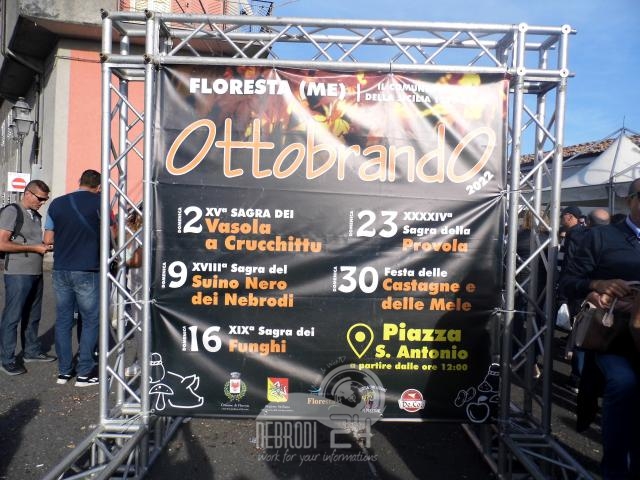 FLORESTA (ME) | IL COMUNE
DELLA SICILIA
OttobrandO
2022
DOMENICA 2 XVª SAGRA DEI
Vasola
a Crucchittu
DOMENICA 9 XVIIIª Sagra del
Suino Nero
dei Nebrodi
DOMENICA 16 XIXª Sagra dei
Funghi
DOMENICA 23 XXXXIVª
Sagra della
Provola
DOMENICA 30 Festa delle
Castagne e
delle Mele
Piazza
S. Antonio
a partire dalle ore 12:00
NEBRODI 24
work for your informations